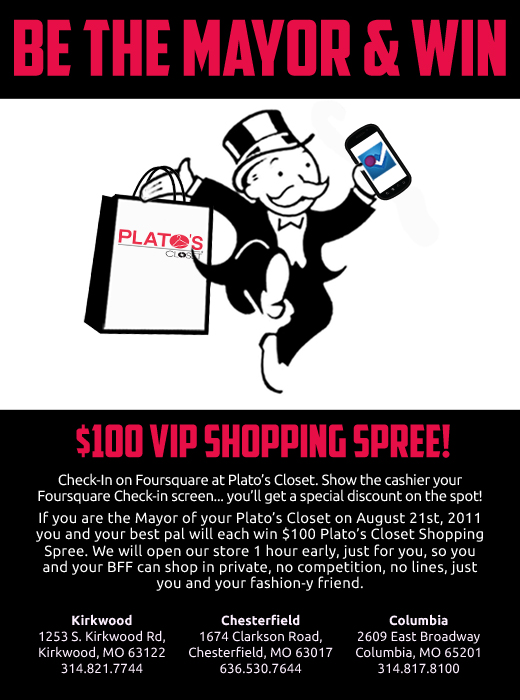 BE THE MAYOR & WIN
PLATO'S
CLOSET
$100 VIP SHOPPING SPREE!
Check-In on Foursquare at Plato's Closet. Show the cashier your
Foursquare Check-in screen... you'll get a special discount on the spot!
If you are the Mayor of your Plato's Closet on August 21st, 2011
you and your best pal will each win $100 Plato's Closet Shopping
Spree. We will open our store 1 hour early, just for you, so you
and your BFF can shop in private, no competition, no lines, just
you and your fashion-y friend.
Kirkwood
1253 S. Kirkwood Rd,
Kirkwood, MO 63122
314.821.7744
Chesterfield
1674 Clarkson Road,
Chesterfield, MO 63017
636.530.7644
Columbia
2609 East Broadway
Columbia, MO 65201
314.817.8100